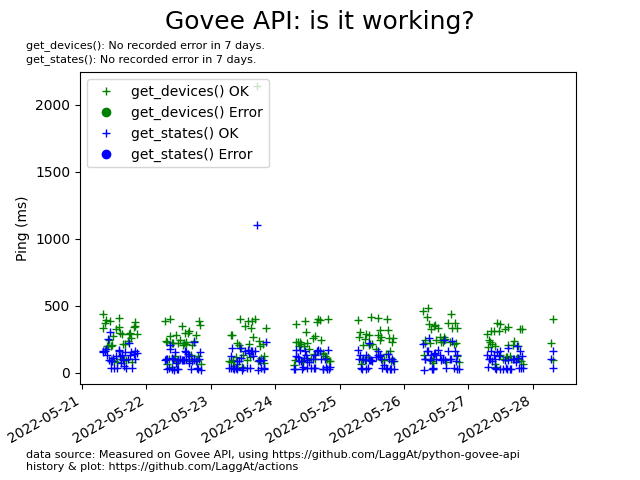 Govee API: is it working?
get_devices(): No recorded error in 7 days.
get_states(): No recorded error in 7 days.
get_devices() OK
get_devices() Error
get_states() OK
get_states() Error
Ping (ms)
2000
1500
1000
500
0
2022-05-21
2022-05-22
2022-05-23
2022-05-24
2022-05-25
2022-05-26
2022-05-27
2022-05-28
data source: Measured on Govee API, using https://github.com/LaggAt/python-govee-api
history & plot: https://github.com/LaggAt/actions